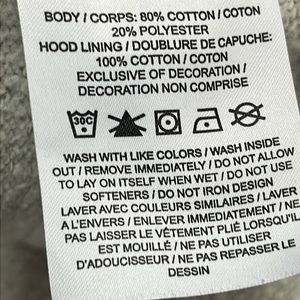 BODY / CORPS: 80% COTTON / COTON
20% POLYESTER
HOOD LINING / DOUBLURE DE CAPUCHE:
100% COTTON / COTON
EXCLUSIVE OF DECORATION /
DECORATION NON COMPRISE
30C
WASH WITH LIKE COLORS / WASH INSIDE
OUT / REMOVE IMMEDIATELY / DO NOT ALLOW
TO LAY ON ITSELF WHEN WET / DO NOT USE
SOFTENERS / DO NOT IRON DESIGN
LAVER AVEC COULEURS SIMILAIRES / LAVER
A L'ENVERS / ENLEVER IMMEDIATEMENT / NE
PAS LAISSER LE VÊTEMENT PLIÉ LORSQU'IL
EST MOUILLÉ / NE PAS UTILISER
D'ADOUCISSEUR / NE PAS REPASSER LE
DESSIN